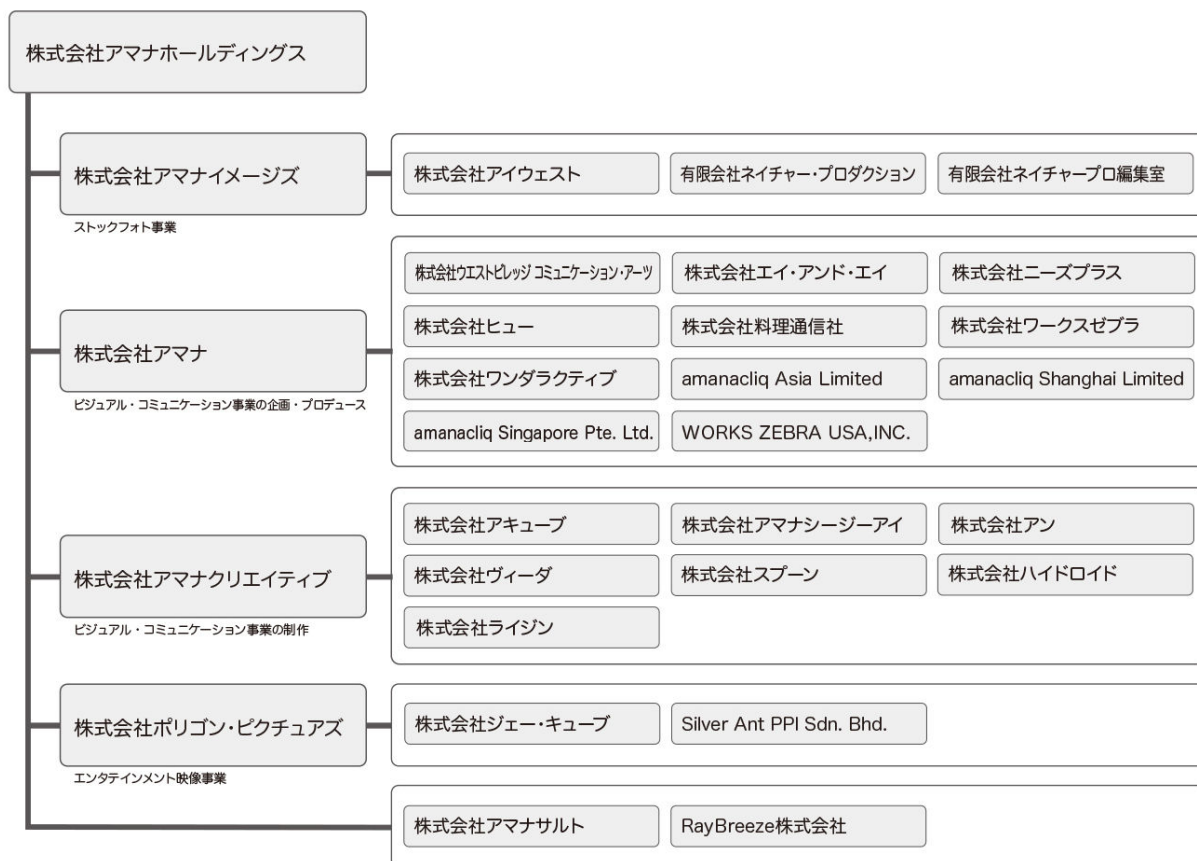 株式会社アマナホールディングス
株式会社アマナイメージズ
ストックフォト事業
株式会社アイウェスト
有限会社ネイチャー・プロダクション
有限会社ネイチャープロ編集室
株式会社アマナ
ビジュアル・コミュニケーション事業の企画・プロデュース
株式会社ウエストビレッジ コミュニケーション・アーツ
株式会社エイ・アンド・エイ
株式会社ニーズプラス
株式会社ヒュー
株式会社料理通信社
株式会社ワークスゼブラ
株式会社ワンダラクティブ
amanacliq Asia Limited
amanacliq Shanghai Limited
amanacliq Singapore Pte. Ltd.
WORKS ZEBRA USA,INC.
株式会社アマナクリエイティブ
ビジュアル・コミュニケーション事業の制作
株式会社アキューブ
株式会社アマナシージーアイ
株式会社アン
株式会社ヴィーダ
株式会社スプーン
株式会社ハイドロイド
株式会社ライジン
株式会社ポリゴン・ピクチュアズ
エンタテインメント映像事業
株式会社ジェー・キューブ
Silver Ant PPI Sdn. Bhd.
株式会社アマナサルト
RayBreeze株式会社